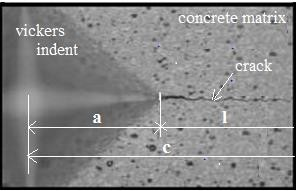 concrete matrix
vickers
indent
crack
a
l
c